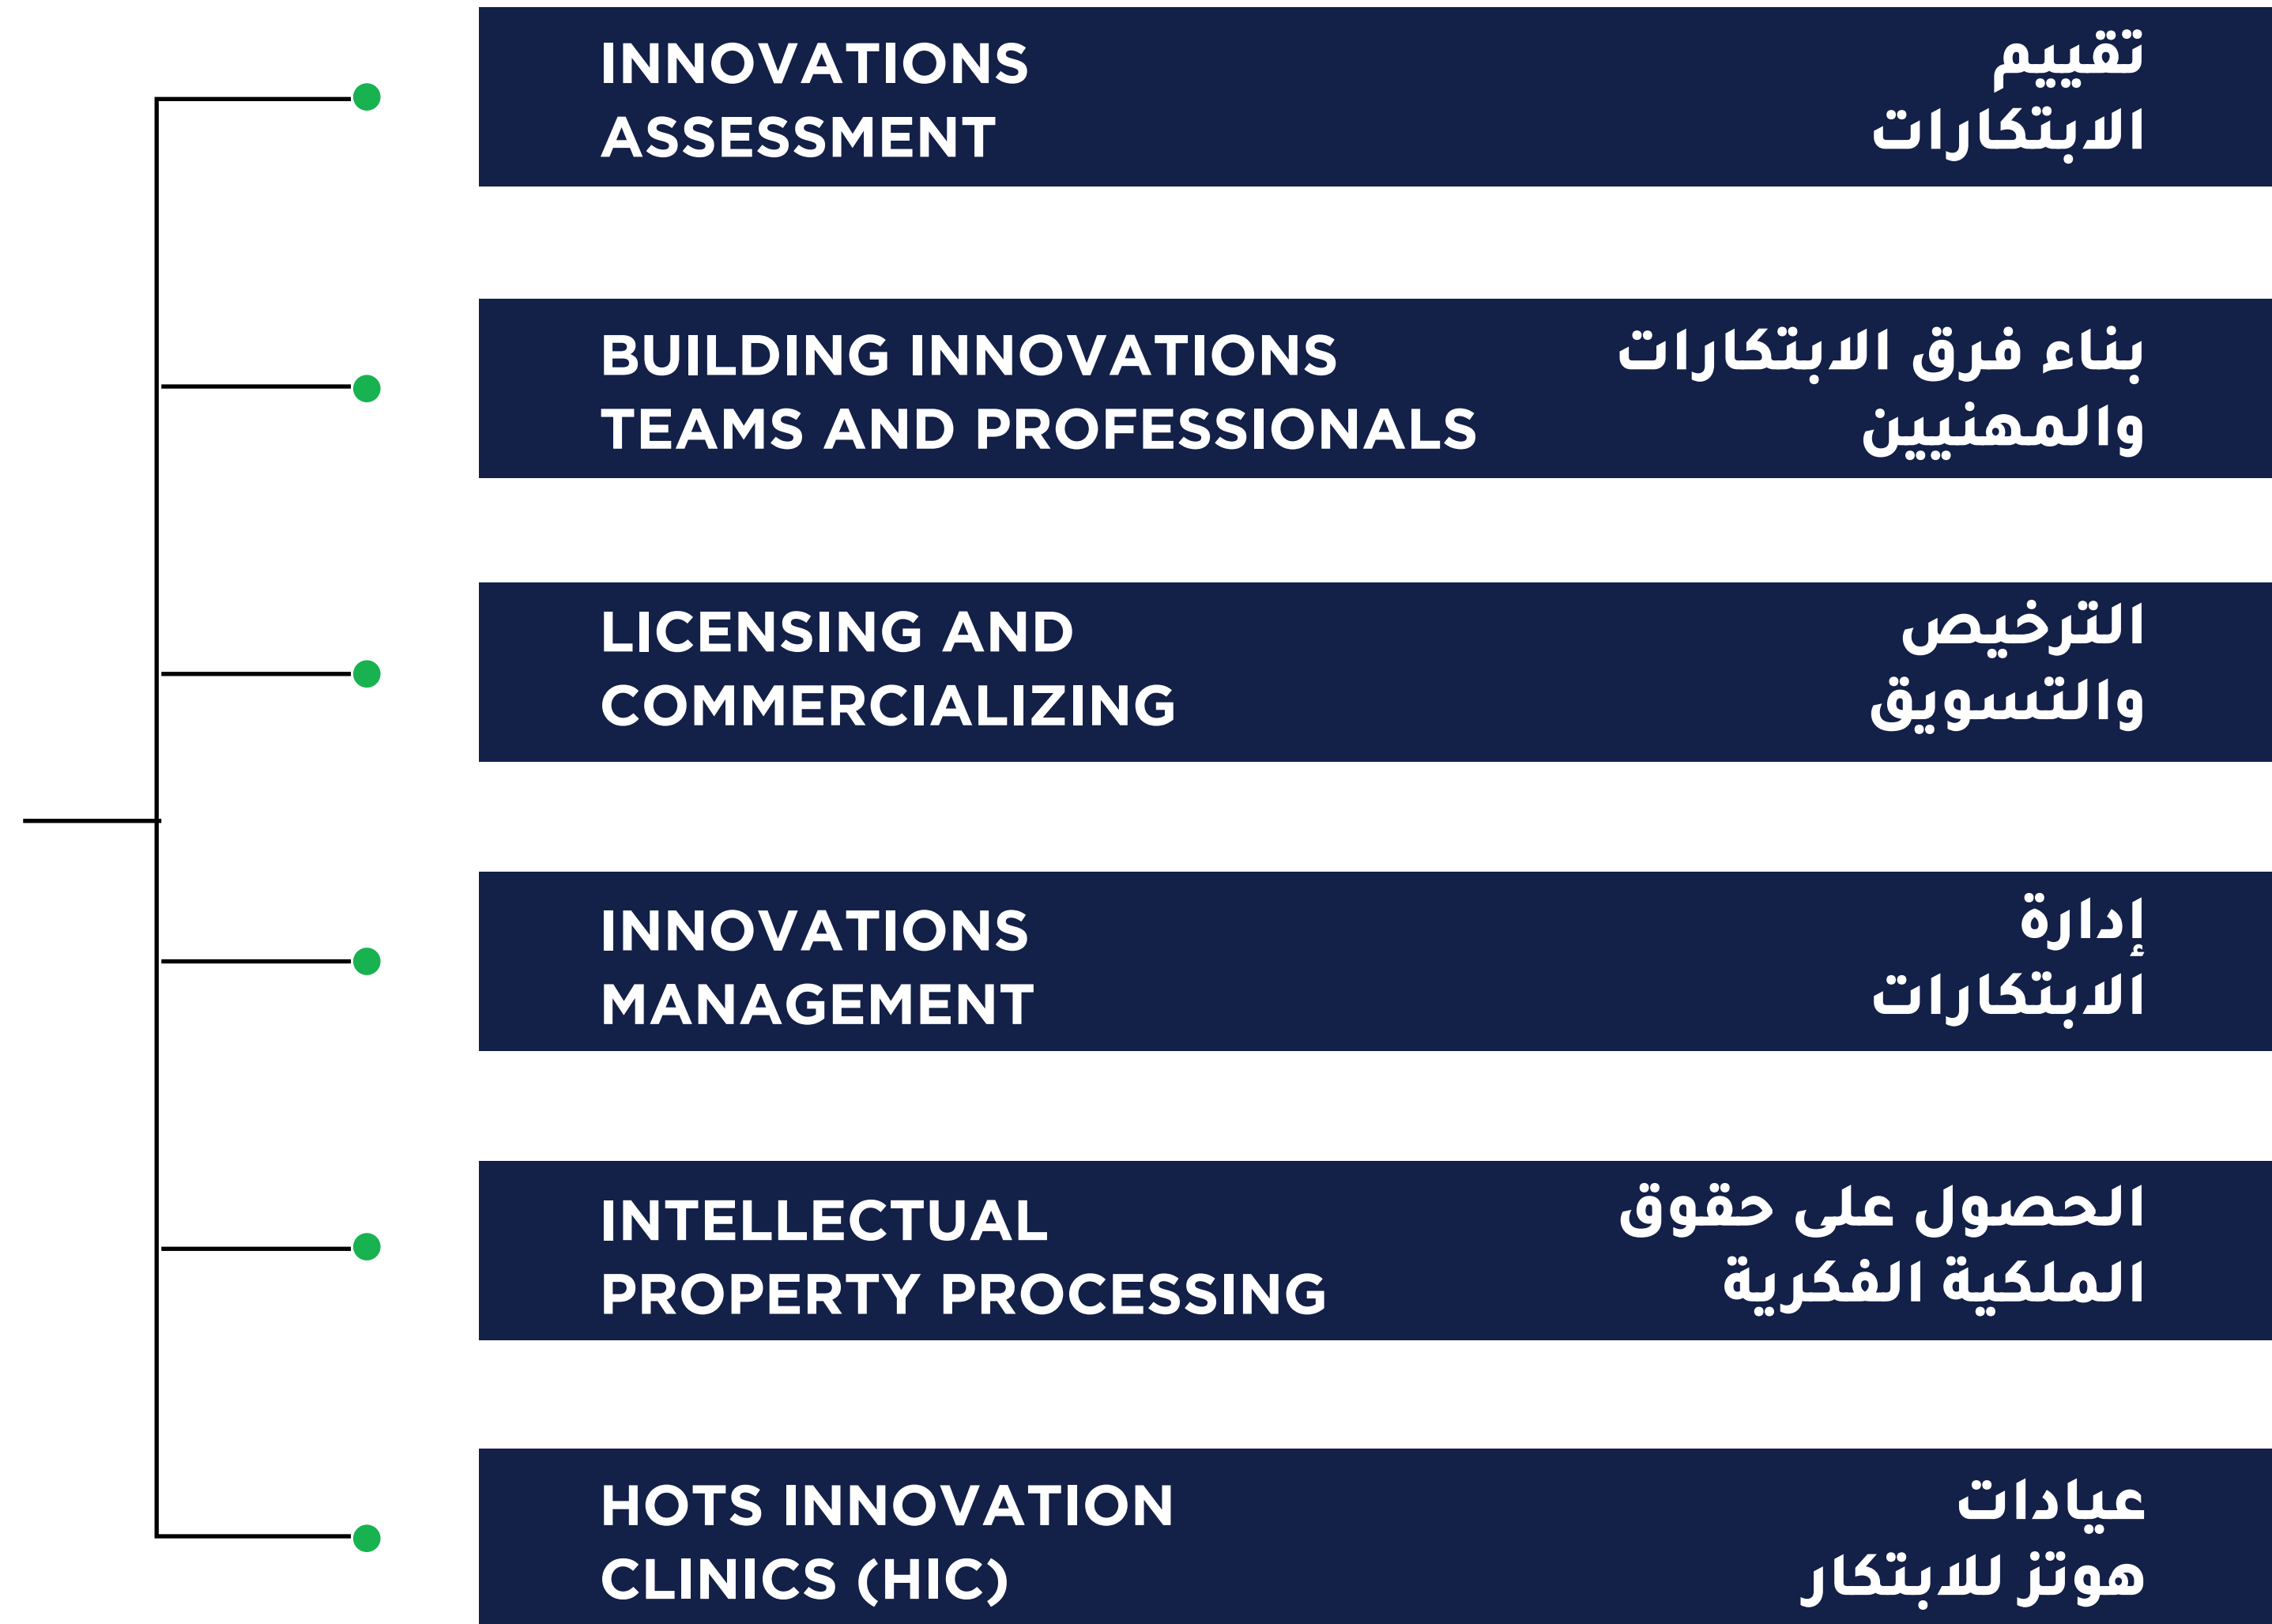 INNOVATIONS
ASSESSMENT
تقييم
الابتكارات
BUILDING INNOVATIONS
TEAMS AND PROFESSIONALS
بناء فرق الابتكارات
والمهنيين
LICENSING AND
COMMERCIALIZING
الترخيص
والتسويق
INNOVATIONS
MANAGEMENT
إدارة
الابتكارات
INTELLECTUAL
PROPERTY PROCESSING
الحصول على حقوق
الملكية الفكرية
HOTS INNOVATION
CLINICS (HIC)
عيادات
هوتز للابتكار